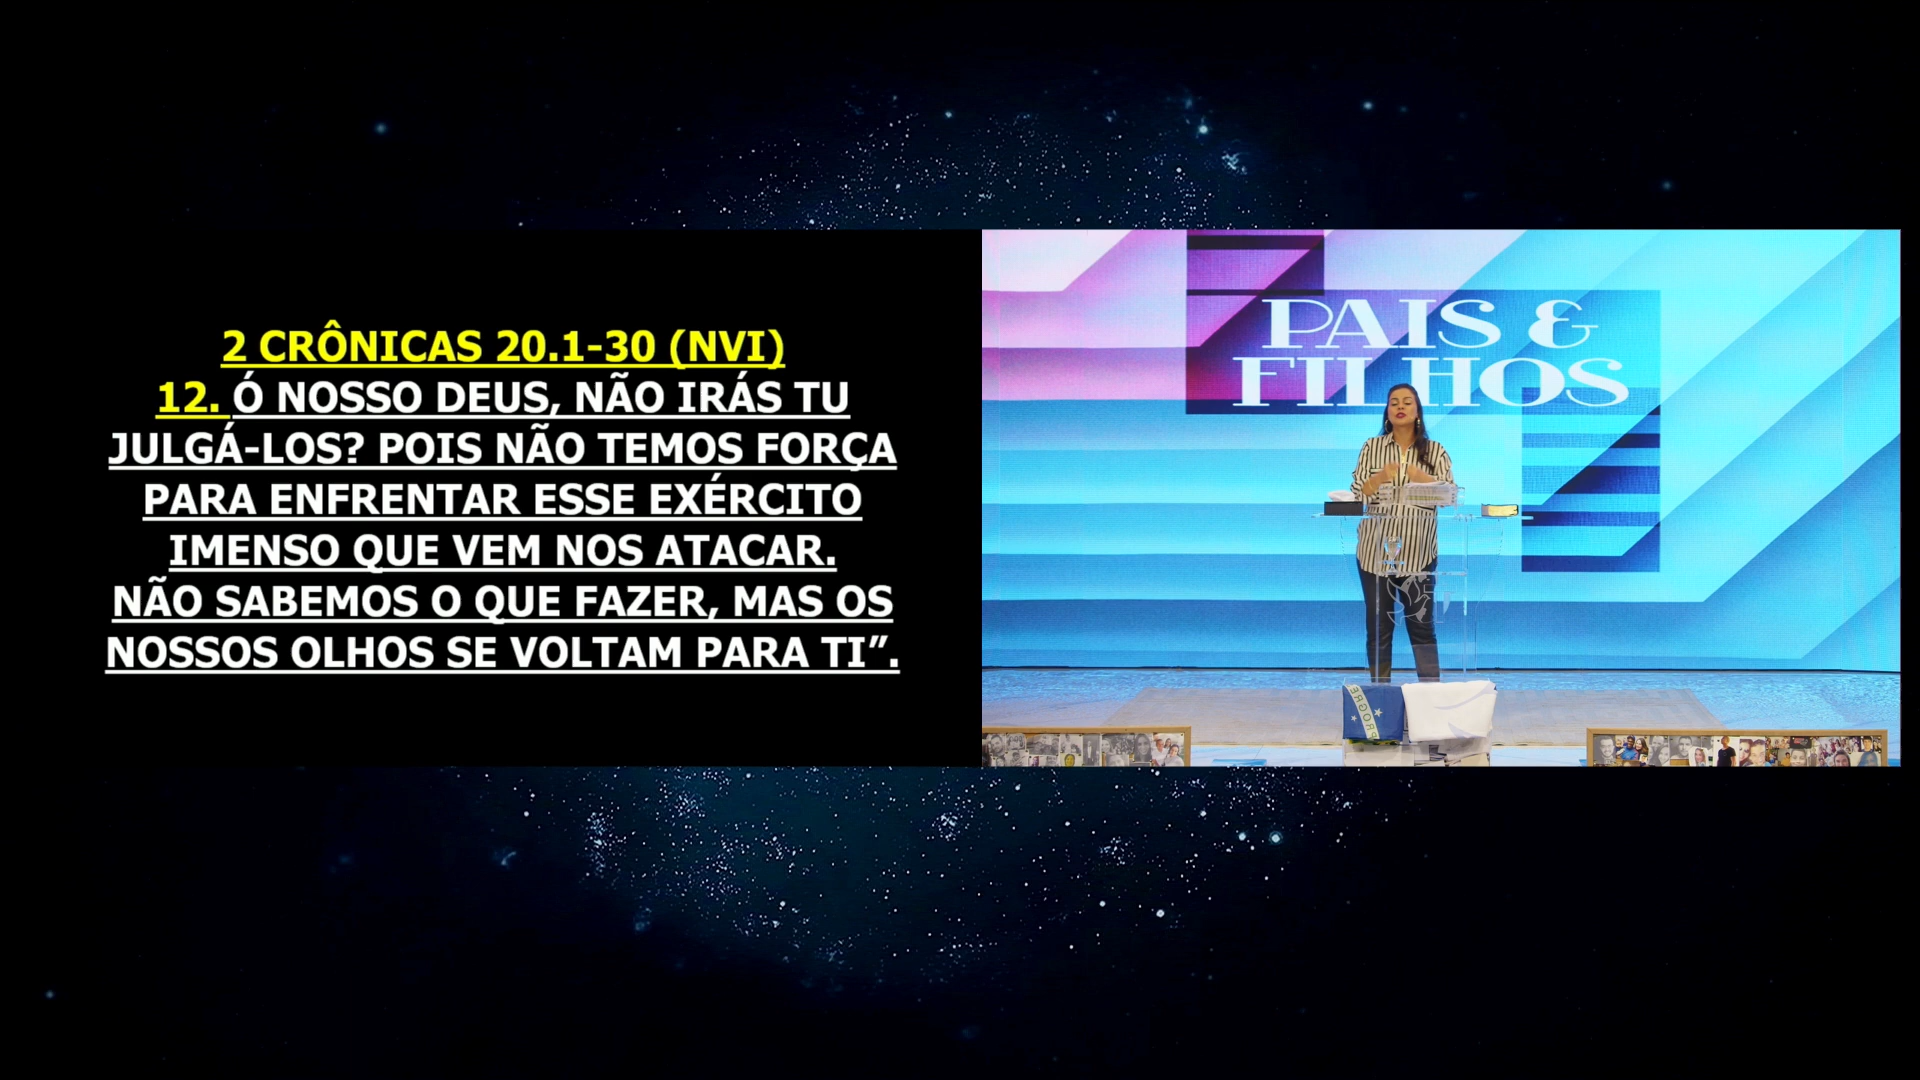 2 CRÔNICAS 20.1-30 (NVI)
12. Ó NOSSO DEUS, NÃO IRÁS TU
JULGÁ-LOS? POIS NÃO TEMOS FORÇA
PARA ENFRENTAR ESSE EXÉRCITO
IMENSO QUE VEM NOS ATACAR.
NÃO SABEMOS O QUE FAZER, MAS OS
NOSSOS OLHOS SE VOLTAM PARA TI”.
PAIS &
FILHOS
PROGRE